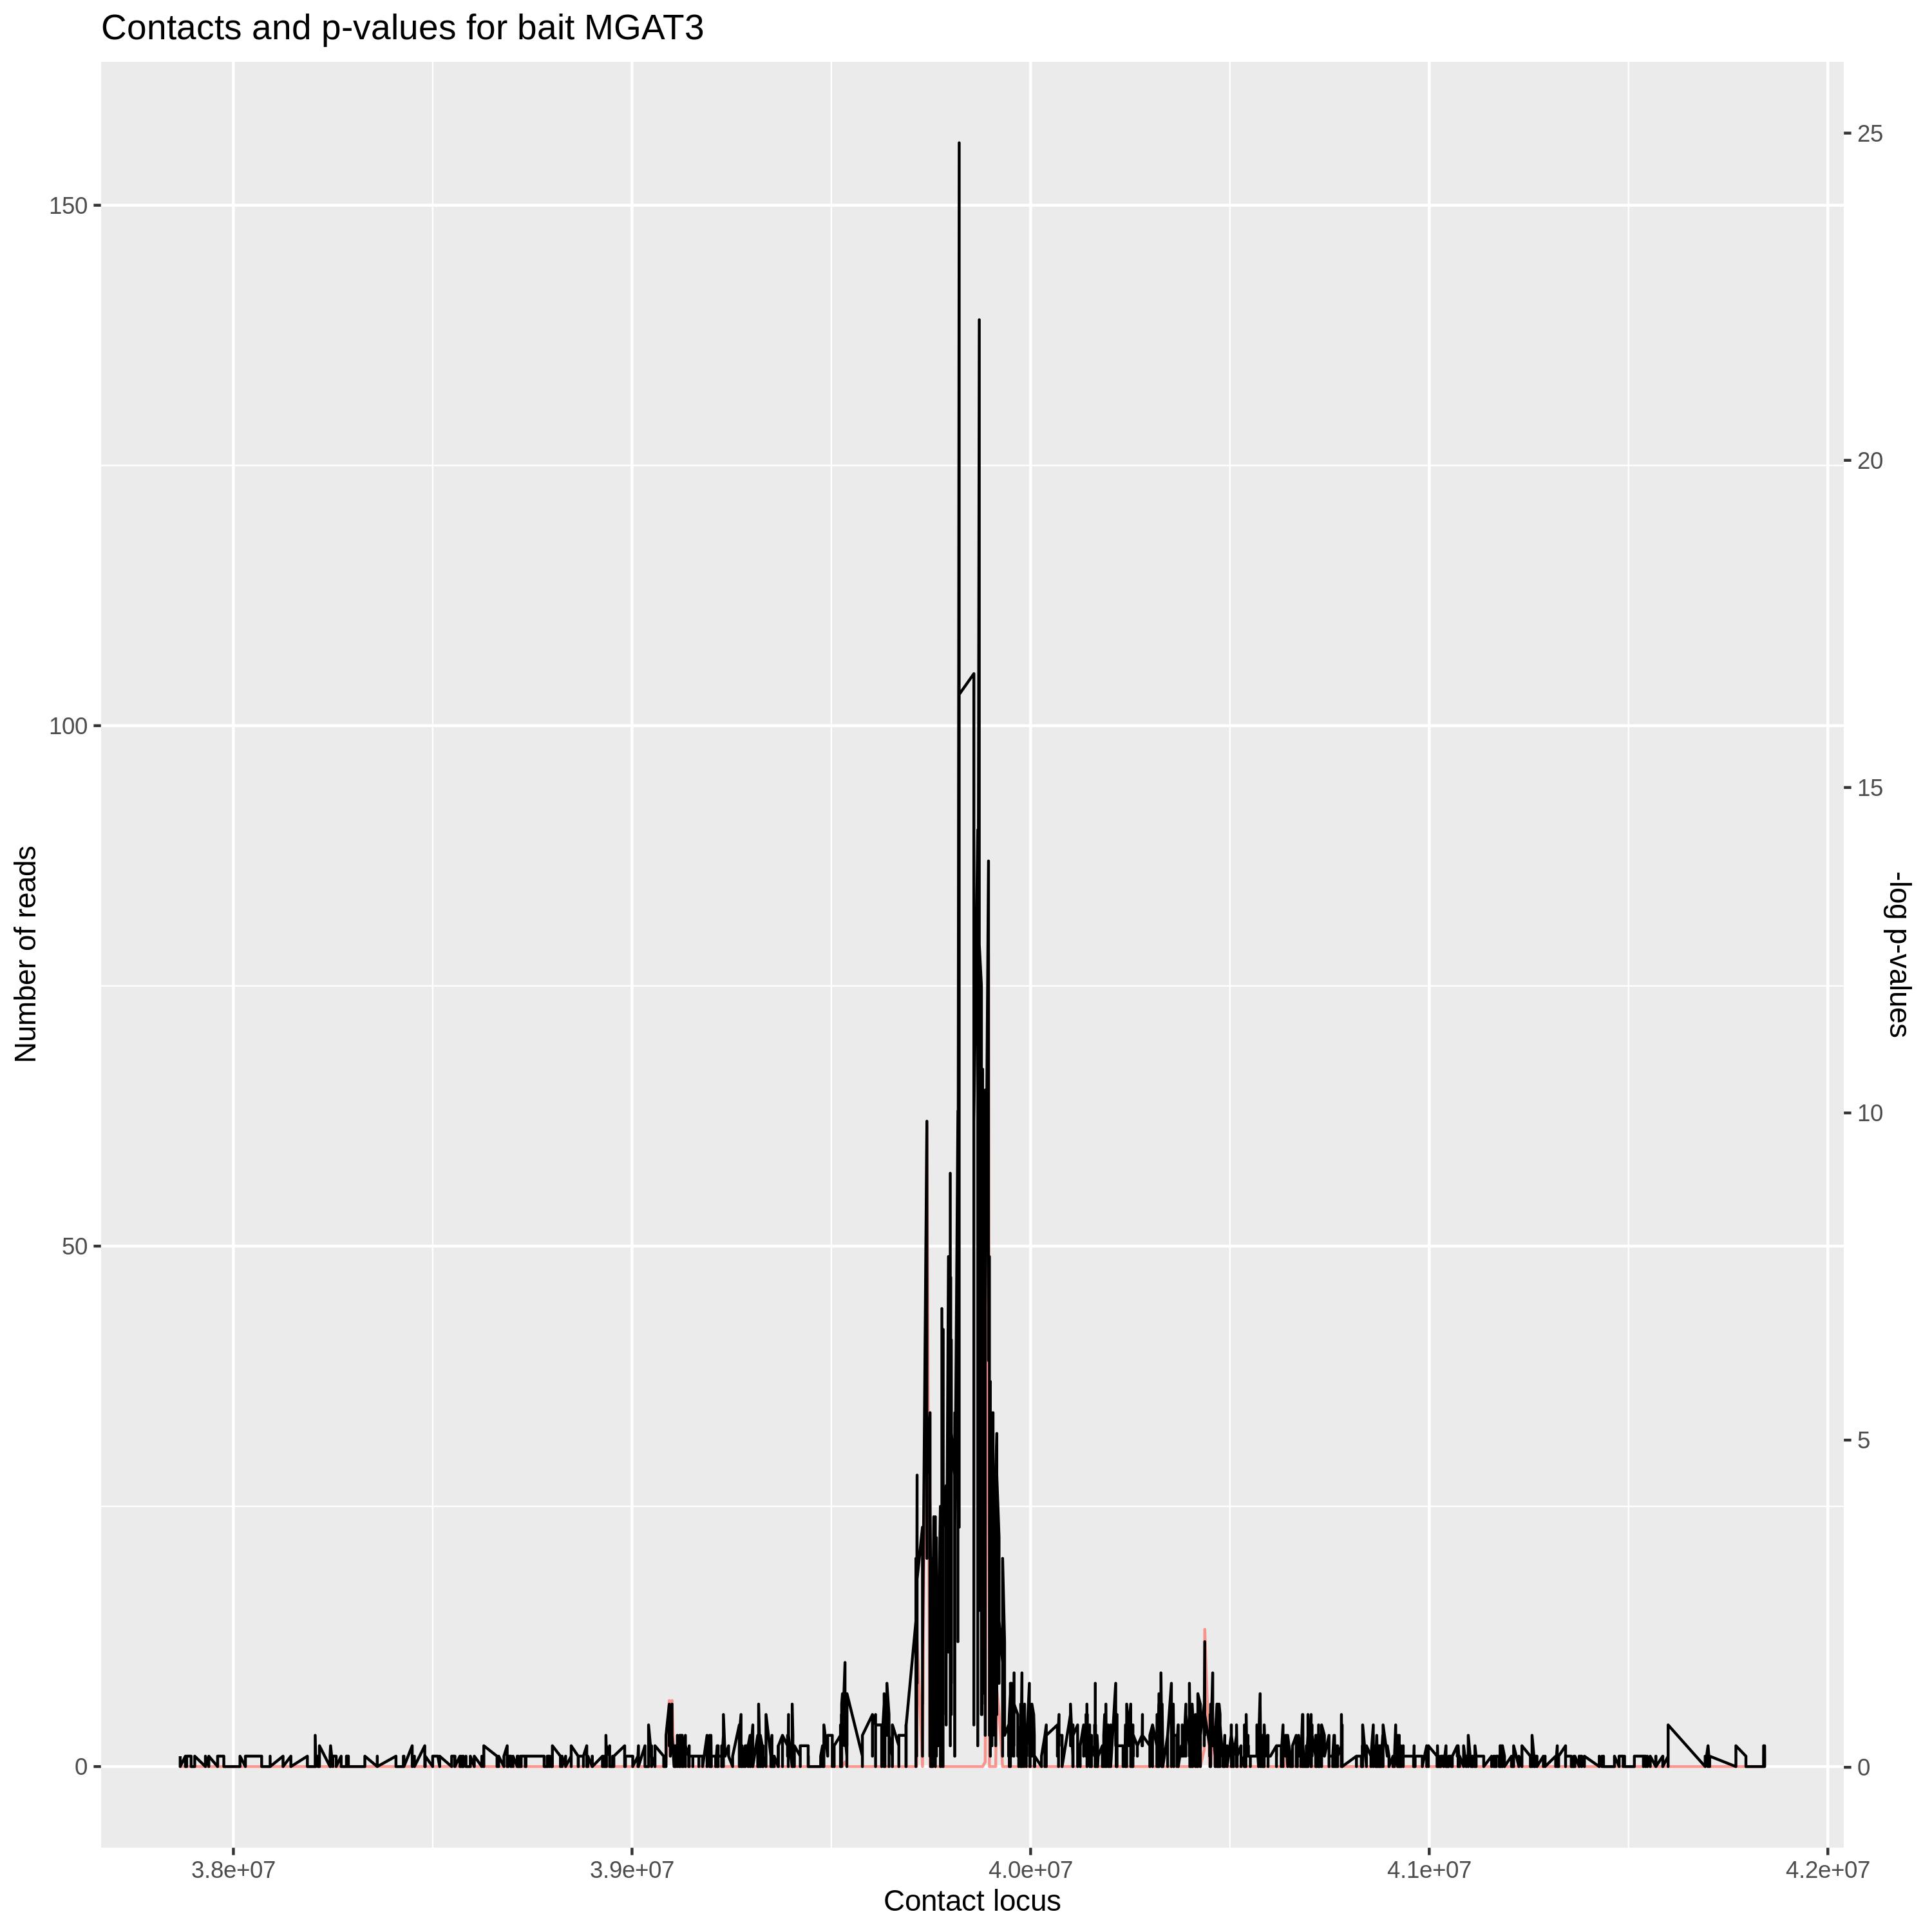 Contacts and p-values for bait MGAT3
150
100
50
0
Number of reads
25
20
15
10
5
0
-log p-values
3.8e+07
3.9e+07
4.0e+07
4.1e+07
4.2e+07
Contact locus